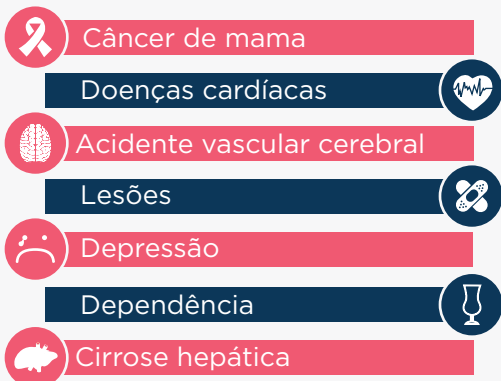 Câncer de mama
Doenças cardíacas
Acidente vascular cerebral
Lesões
Depressão
Dependência
Cirrose hepática